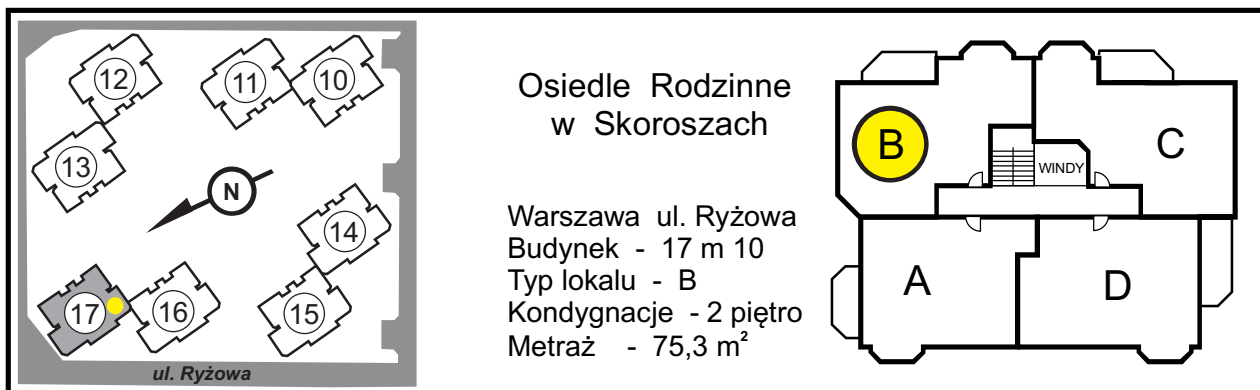 12
11
10
13
N
14
17
16
15
ul. Ryżowa
Osiedle Rodzinne
w Skoroszach
Warszawa ul. Ryżowa
Budynek - 17 m 10
Typ lokalu - B
Kondygnacje - 2 piętro
Metraż - 75,3 m²
B
C
WINDY
A
D